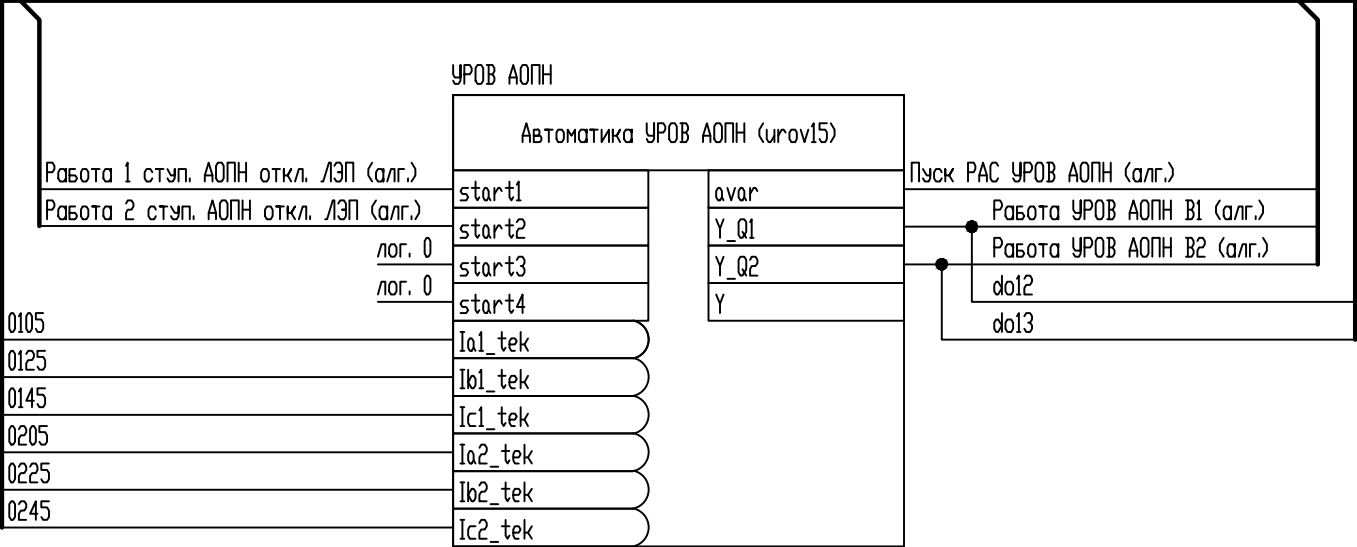 УРОВ АОПН
Автоматика УРОВ АОПН (urov15)
Работа 1 ступ. АОПН откл. ЛЭП (алг.)
start1
avar
Пуск РАС УРОВ АОПН (алг.)
Работа 2 ступ. АОПН откл. ЛЭП (алг.)
start2
Y_Q1
Работа УРОВ АОПН В1 (алг.)
лог. 0
start3
Y_Q2
Работа УРОВ АОПН В2 (алг.)
лог. 0
start4
Y
do12
0105
Ia1_tek
do13
0125
Ib1_tek
0145
Ic1_tek
0205
Ia2_tek
0225
Ib2_tek
0245
Ic2_tek